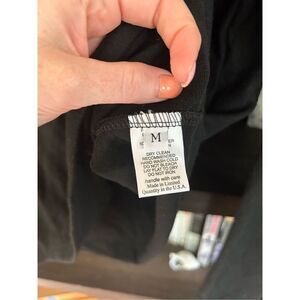 M
DRY CLEAN
RECOMMENDED
HAND WASH COLD
DO NOT BLEACH
LAY FLAT TO DRY
DO NOT IRON
handle with care
Made in Limited
Quantity in the U.S.A.